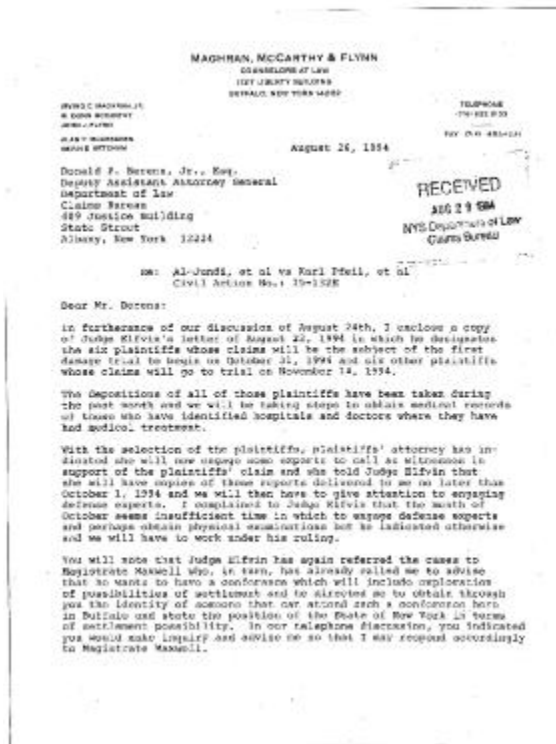 MAGHRAN, MCCARTHY & FLYNN
COUNSELORS AT LAW
LIBERTY BUILDING
BUFFALO, NEW YORK 14202
TELEPHONE
August 26, 1994
Donald P. Berens, Jr., Esq.
Deputy Assistant Attorney General
Department of Law
Claims Bureau
Justice Building
State Street
Albany, New York 12224
RECEIVED
AUG 29 1994
NYS Department of Law
Claims Bureau
RE: Al-Jundi, et al vs Karl Pfeil, et al
Civil Action No.: 75-132E
Dear Mr. Berens:
In furtherance of our discussion of August 24th, I enclose a copy
of Judge Elfvin's letter of August 22, 1994 in which he designates
the six plaintiffs whose claims will be the subject of the first
damage trial to begin on October 31, 1994 and six other plaintiffs
whose claims will go to trial on November 14, 1994.
The depositions of all of those plaintiffs have been taken during
the past month and we will be taking steps to obtain medical records
of those who have identified hospitals and doctors where they have
had medical treatment.
With the selection of the plaintiffs, plaintiffs' attorney has in-
dicated she will now engage some experts to call as witnesses in
support of the plaintiffs' claim and she told Judge Elfvin that
she will have copies of those reports delivered to me no later than
October 1, 1994 and we will then have to give attention to engaging
defense experts. I complained to Judge Elfvin that the month of
October seems insufficient time in which to engage defense experts
and perhaps obtain physical examinations but he indicated otherwise
and we will have to work under his ruling.
You will note that Judge Elfvin has again referred the cases to
Magistrate Maxwell who, in turn, has already called me to advise
that he wants to have a conference which will include exploration
of possibilities of settlement and he directed me to obtain through
you the identity of someone that can attend such a conference here
in Buffalo and state the position of the State of New York in terms
of settlement possibility. In our telephone discussion, you indicated
you would make inquiry and advise me so that I may respond accordingly
to Magistrate Maxwell.